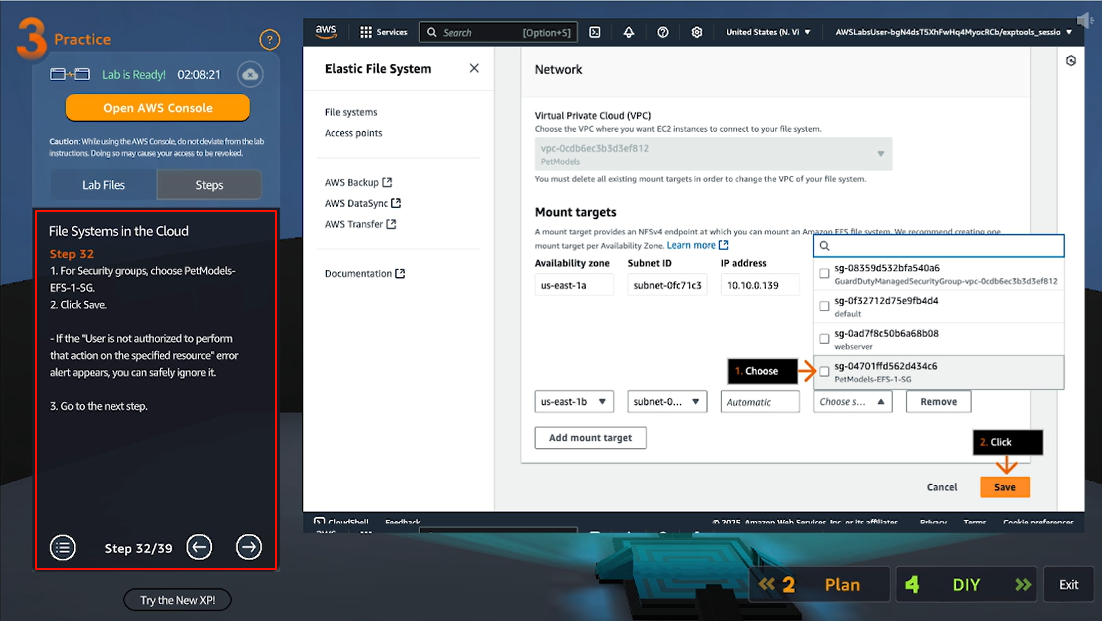 3 Practice
?
Lab is Ready! 02:08:21
Open AWS Console
Caution: While using the AWS Console, do not deviate from the lab
instructions. Doing so may cause your access to be revoked.
Lab Files
Steps
File Systems in the Cloud
Step 32
1. For Security groups, choose PetModels-
EFS-1-SG.
2. Click Save.
- If the "User is not authorized to perform
that action on the specified resource" error
alert appears, you can safely ignore it.
3. Go to the next step.
Step 32/39
Try the New XP!
aws
Services
Search [Option+S]
United States (N. Vi
AWSLabsUser-bgN4dsT5XhFwHq4MyocRCb/exptools_sessio
Elastic File System
File systems
Access points
AWS Backup
AWS DataSync
AWS Transfer
Documentation
Network
Virtual Private Cloud (VPC)
Choose the VPC where you want EC2 instances to connect to your file system.
vpc-0cdb6ec3b3d3ef812
PetModels
You must delete all existing mount targets in order to change the VPC of your file system.
Mount targets
A mount target provides an NFSv4 endpoint at which you can mount an Amazon EFS file system. We recommend creating one
mount target per Availability Zone. Learn more
Availability zone Subnet ID IP address
us-east-1a subnet-0fc71c3 10.10.0.139
sg-08359d532bfa540a6
GuardDutyManagedSecurityGroup-vpc-0cdb6ec3b3d3ef812
sg-0f32712d75e9fb4d4
default
sg-0ad7f8c50b6a68b08
webserver
1. Choose
sg-04701ffd562d434c6
PetModels-EFS-1-SG
us-east-1b subnet-0... Automatic Choose s... Remove
Add mount target
2. Click
Cancel Save
CloudShell Feedback © 2025, Amazon Web Services, Inc. or its affiliates. Privacy Terms Cookie preferences
2 Plan
4 DIY
Exit